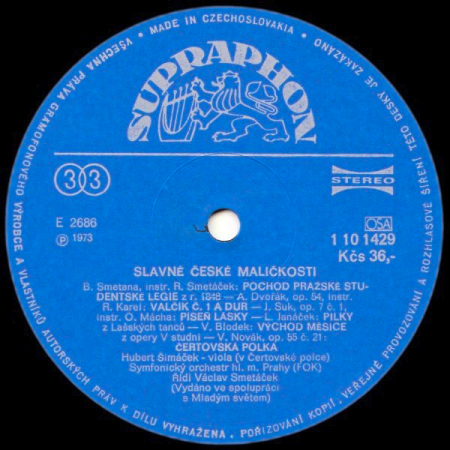 MADE IN CZECHOSLOVAKIA
VŠECHNA PRÁVA GRAMOFONOVÉHO VÝROBCE A VLASTNÍKŮ AUTORSKÝCH PRÁV K DÍLU VYHRAŽENA. POŘIZOVÁNÍ KOPIÍ, VEŘEJNÉ PROVOZOVÁNÍ A ROZHLASOVÉ ŠÍŘENÍ TÉTO DESKY JE ZAKÁZÁNO
SUPRAPHON
33
STEREO
E 2686
Ⓟ 1973
OSA
1 10 1429
Kčs 36,-
SLAVNÉ ČESKÉ MALIČKOSTI
B. Smetana, instr. R. Smetáček: POCHOD PRAŽSKÉ STU-
DENTSKÉ LEGIE z r. 1848 – A. Dvořák, op. 54, instr.
R. Karel: VALČÍK Č. 1 A DUR – J. Suk, op. 7 č. 1,
instr. O. Mácha: PÍSEŇ LÁSKY – L. Janáček: PILKY
z Lašských tanců – V. Blodek: VÝCHOD MĚSÍCE
z opery V studni – V. Novák, op. 55 č. 21:
ČERTOVSKÁ POLKA
Hubert Šimáček - viola (v Čertovské polce)
Symfonický orchestr hl. m. Prahy (FOK)
Řídí Václav Smetáček
(Vydáno ve spolupráci
s Mladým světem)